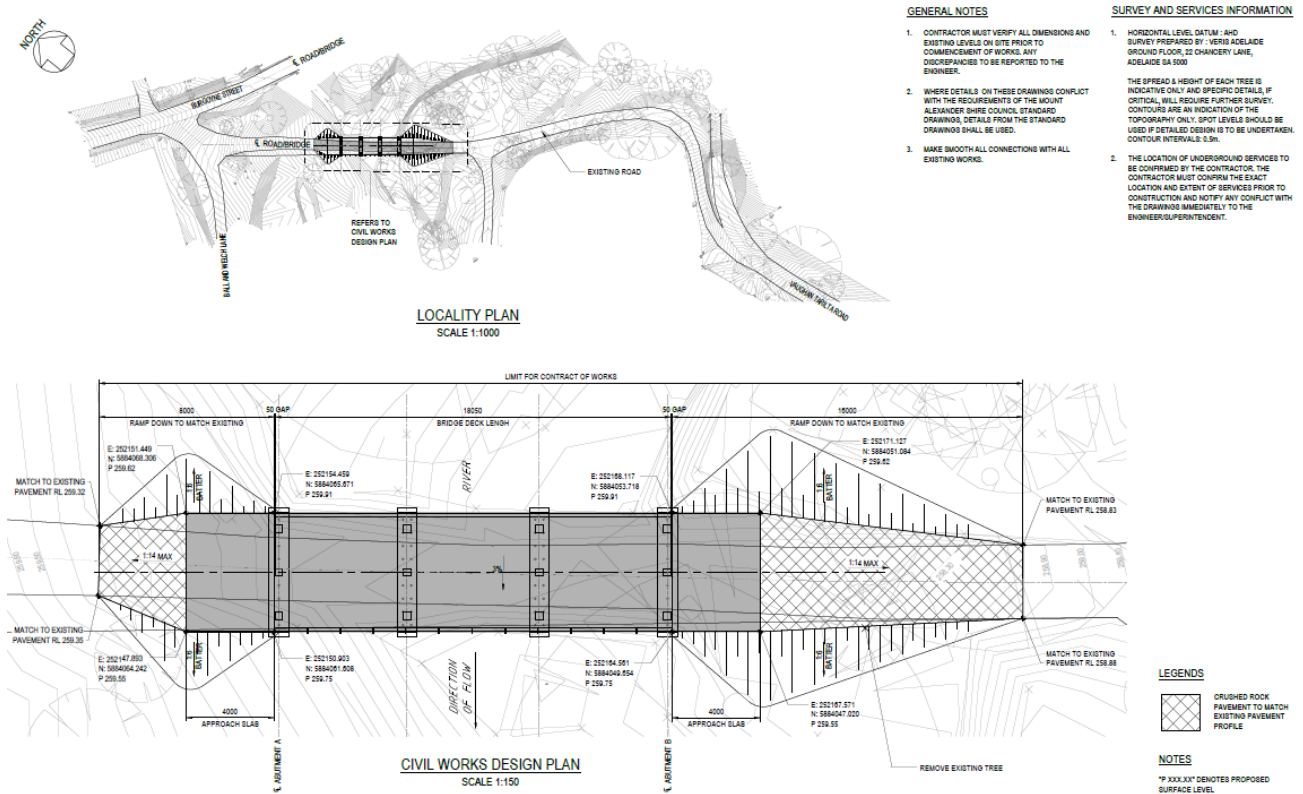 NORTH
℄ ROAD/BRIDGE
BURGOYNE STREET
℄ ROAD/BRIDGE
EXISTING ROAD
REFERS TO
CIVIL WORKS
DESIGN PLAN
BALLAND WELCH LANE
VAUGHAN TARILTA ROAD
LOCALITY PLAN
SCALE 1:1000
GENERAL NOTES
1. CONTRACTOR MUST VERIFY ALL DIMENSIONS AND
EXISTING LEVELS ON SITE PRIOR TO
COMMENCEMENT OF WORKS. ANY
DISCREPANCIES TO BE REPORTED TO THE
ENGINEER.
2. WHERE DETAILS ON THESE DRAWINGS CONFLICT
WITH THE REQUIREMENTS OF THE MOUNT
ALEXANDER SHIRE COUNCIL STANDARD
DRAWINGS, DETAILS FROM THE STANDARD
DRAWINGS SHALL BE USED.
3. MAKE SMOOTH ALL CONNECTIONS WITH ALL
EXISTING WORKS.
SURVEY AND SERVICES INFORMATION
1. HORIZONTAL LEVEL DATUM : AHD
SURVEY PREPARED BY : VERIS ADELAIDE
GROUND FLOOR, 22 CHANCERY LANE,
ADELAIDE SA 5000
THE SPREAD & HEIGHT OF EACH TREE IS
INDICATIVE ONLY AND SPECIFIC DETAILS, IF
CRITICAL, WILL REQUIRE FURTHER SURVEY.
CONTOURS ARE AN INDICATION OF THE
TOPOGRAPHY ONLY. SPOT LEVELS SHOULD BE
USED IF DETAILED DESIGN IS TO BE UNDERTAKEN.
CONTOUR INTERVALS: 0.5m.
2. THE LOCATION OF UNDERGROUND SERVICES TO
BE CONFIRMED BY THE CONTRACTOR. THE
CONTRACTOR MUST CONFIRM THE EXACT
LOCATION AND EXTENT OF SERVICES PRIOR TO
CONSTRUCTION AND NOTIFY ANY CONFLICT WITH
THE DRAWINGS IMMEDIATELY TO THE
ENGINEER/SUPERINTENDENT.
LIMIT FOR CONTRACT OF WORKS
8000
50 GAP
18050
50 GAP
16000
RAMP DOWN TO MATCH EXISTING
BRIDGE DECK LENGH
RAMP DOWN TO MATCH EXISTING
E: 252151.449
N: 5884068.306
P 259.62
E: 252154.459
N: 5884065.671
P 259.91
RIVER
E: 252168.117
N: 5884053.718
P 259.91
E: 252171.127
N: 5884051.084
P 259.62
MATCH TO EXISTING
PAVEMENT RL 259.32
1:6
BATTER
1:6
BATTER
MATCH TO EXISTING
PAVEMENT RL 258.83
1:14 MAX
3%
1:14 MAX
MATCH TO EXISTING
PAVEMENT RL 259.35
1:6
BATTER
1:6
BATTER
MATCH TO EXISTING
PAVEMENT RL 258.88
E: 252147.893
N: 5884064.242
P 259.55
E: 252150.903
N: 5884061.608
P 259.75
DIRECTION
OF FLOW
E: 252164.561
N: 5884049.654
P 259.75
E: 252167.571
N: 5884047.020
P 259.55
4000
APPROACH SLAB
4000
APPROACH SLAB
℄ ABUTMENT A
℄ ABUTMENT B
REMOVE EXISTING TREE
CIVIL WORKS DESIGN PLAN
SCALE 1:150
LEGENDS
CRUSHED ROCK
PAVEMENT TO MATCH
EXISTING PAVEMENT
PROFILE
NOTES
"P XXX.XX" DENOTES PROPOSED
SURFACE LEVEL